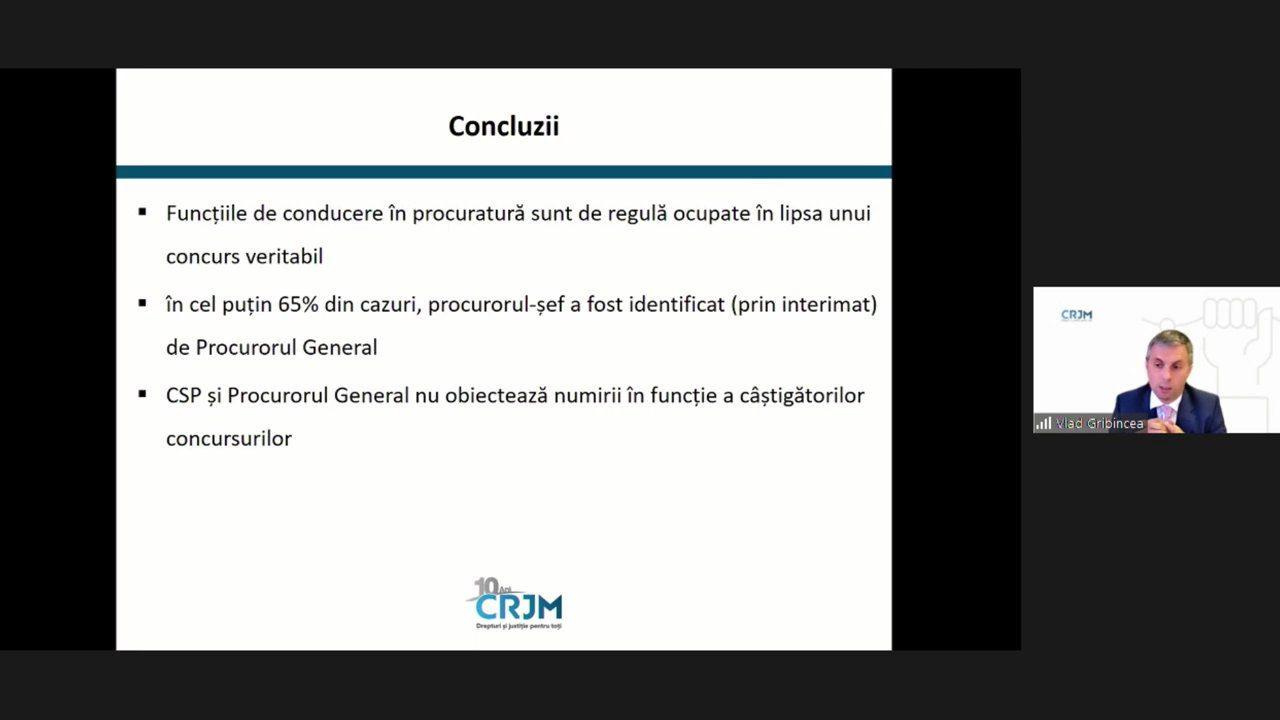 Concluzii
▪ Funcțiile de conducere în procuratură sunt de regulă ocupate în lipsa unui
concurs veritabil
▪ în cel puțin 65% din cazuri, procurorul-șef a fost identificat (prin interimat)
de Procurorul General
▪ CSP și Procurorul General nu obiectează numirii în funcție a câștigătorilor
concursurilor
10 Ani
CRJM
Drepturi și justiție pentru toți
CRJM
Vlad Gribincea